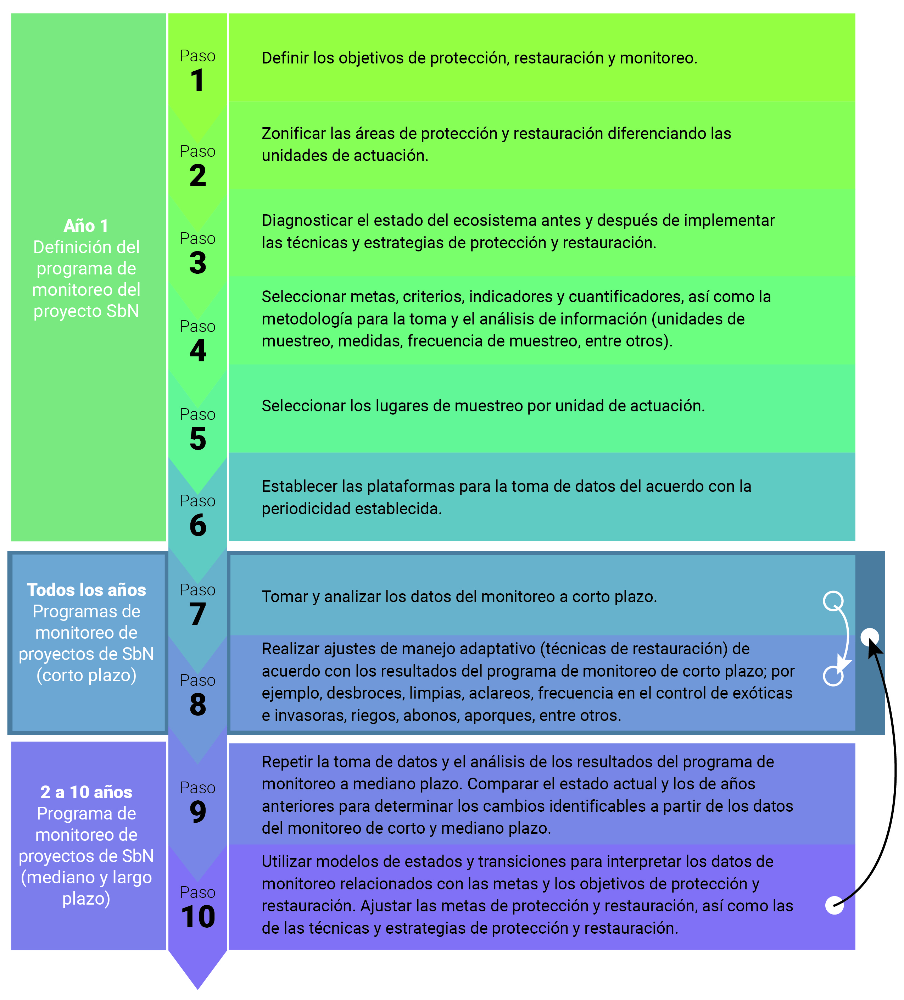 Año 1
Definición del
programa de
monitoreo del
proyecto SbN
Paso
1
Definir los objetivos de protección, restauración y monitoreo.
Paso
2
Zonificar las áreas de protección y restauración diferenciando las
unidades de actuación.
Paso
3
Diagnosticar el estado del ecosistema antes y después de implementar
las técnicas y estrategias de protección y restauración.
Paso
4
Seleccionar metas, criterios, indicadores y cuantificadores, así como la
metodología para la toma y el análisis de información (unidades de
muestreo, medidas, frecuencia de muestreo, entre otros).
Paso
5
Seleccionar los lugares de muestreo por unidad de actuación.
Paso
6
Establecer las plataformas para la toma de datos del acuerdo con la
periodicidad establecida.
Todos los años
Programas de
monitoreo de
proyectos de SbN
(corto plazo)
Paso
7
Tomar y analizar los datos del monitoreo a corto plazo.
Paso
8
Realizar ajustes de manejo adaptativo (técnicas de restauración) de
acuerdo con los resultados del programa de monitoreo de corto plazo; por
ejemplo, desbroces, limpias, aclareos, frecuencia en el control de exóticas
e invasoras, riegos, abonos, aporques, entre otros.
2 a 10 años
Programa de
monitoreo de
proyectos de SbN
(mediano y largo
plazo)
Paso
9
Repetir la toma de datos y el análisis de los resultados del programa de
monitoreo a mediano plazo. Comparar el estado actual y los de años
anteriores para determinar los cambios identificables a partir de los datos
del monitoreo de corto y mediano plazo.
Paso
10
Utilizar modelos de estados y transiciones para interpretar los datos de
monitoreo relacionados con las metas y los objetivos de protección y
restauración. Ajustar las metas de protección y restauración, así como las
de las técnicas y estrategias de protección y restauración.